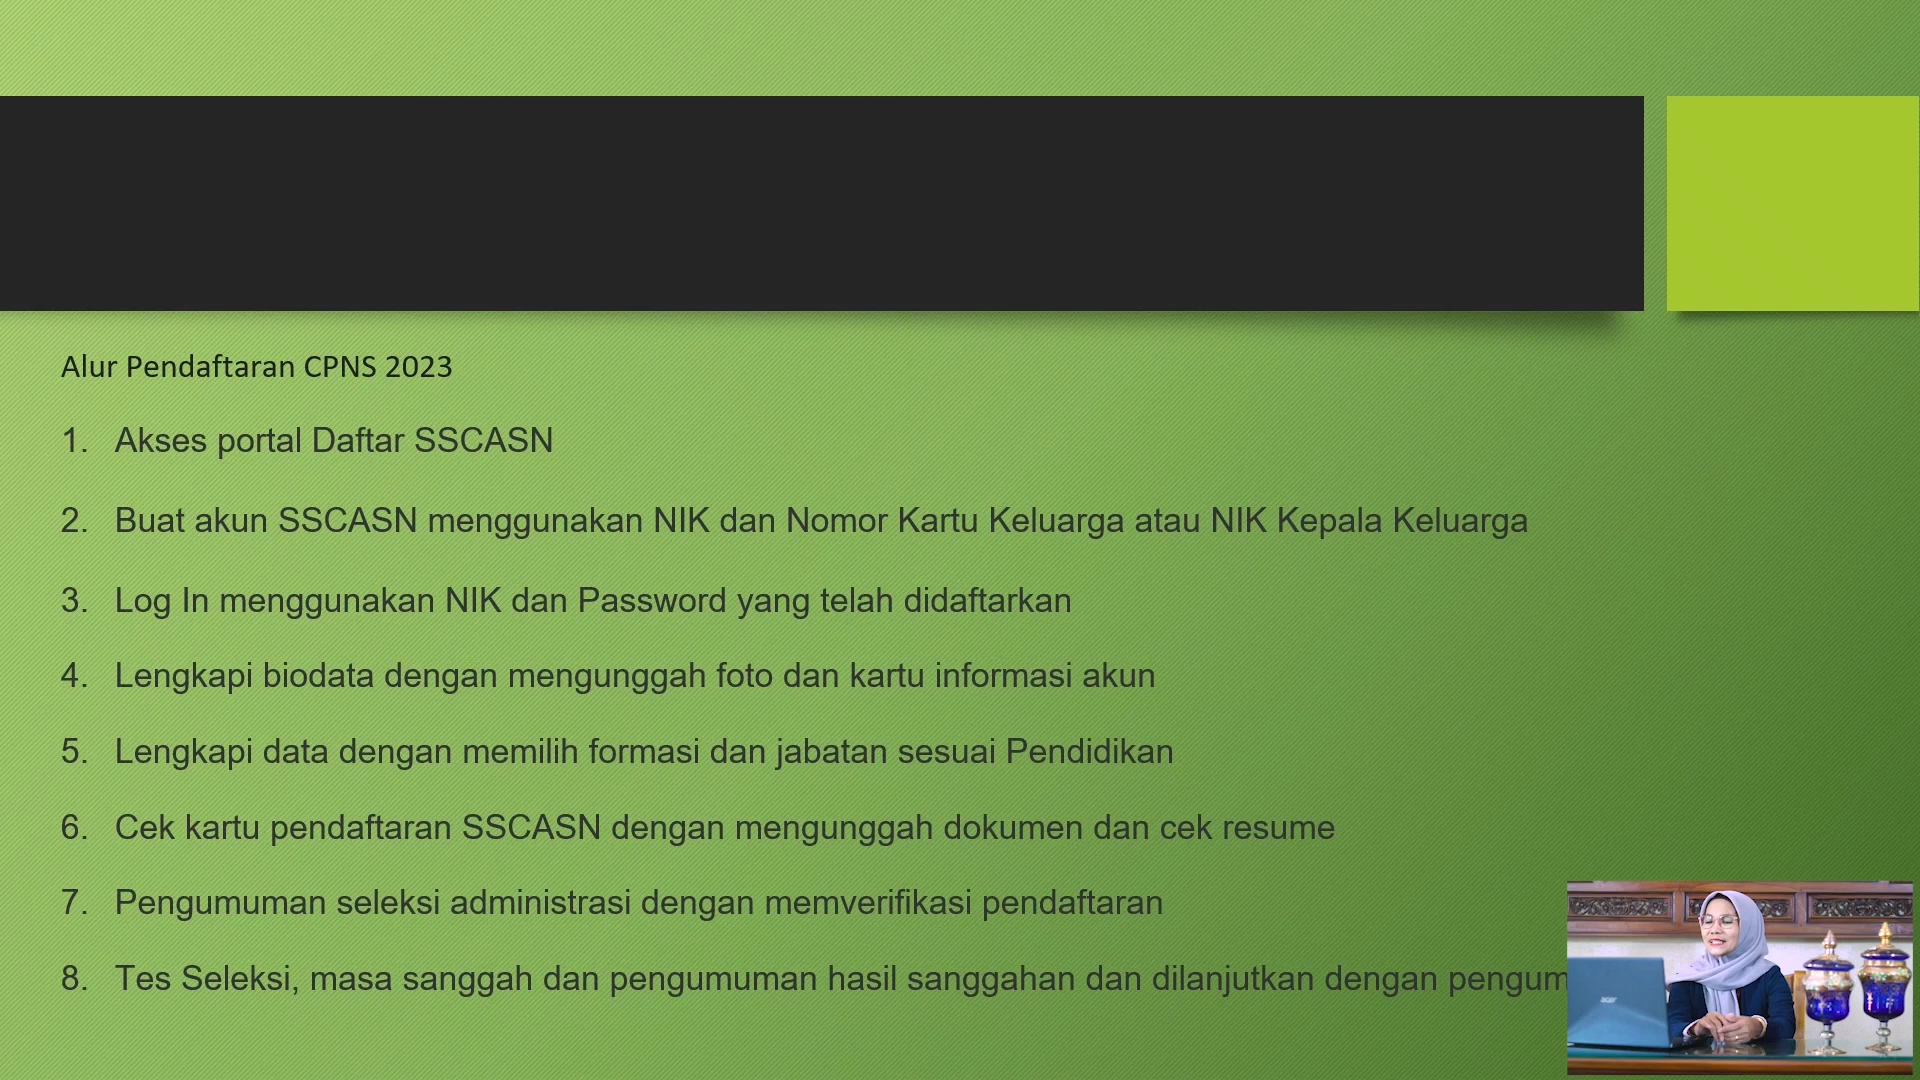 Alur Pendaftaran CPNS 2023
1. Akses portal Daftar SSCASN
2. Buat akun SSCASN menggunakan NIK dan Nomor Kartu Keluarga atau NIK Kepala Keluarga
3. Log In menggunakan NIK dan Password yang telah didaftarkan
4. Lengkapi biodata dengan mengunggah foto dan kartu informasi akun
5. Lengkapi data dengan memilih formasi dan jabatan sesuai Pendidikan
6. Cek kartu pendaftaran SSCASN dengan mengunggah dokumen dan cek resume
7. Pengumuman seleksi administrasi dengan memverifikasi pendaftaran
8. Tes Seleksi, masa sanggah dan pengumuman hasil sanggahan dan dilanjutkan dengan
acer